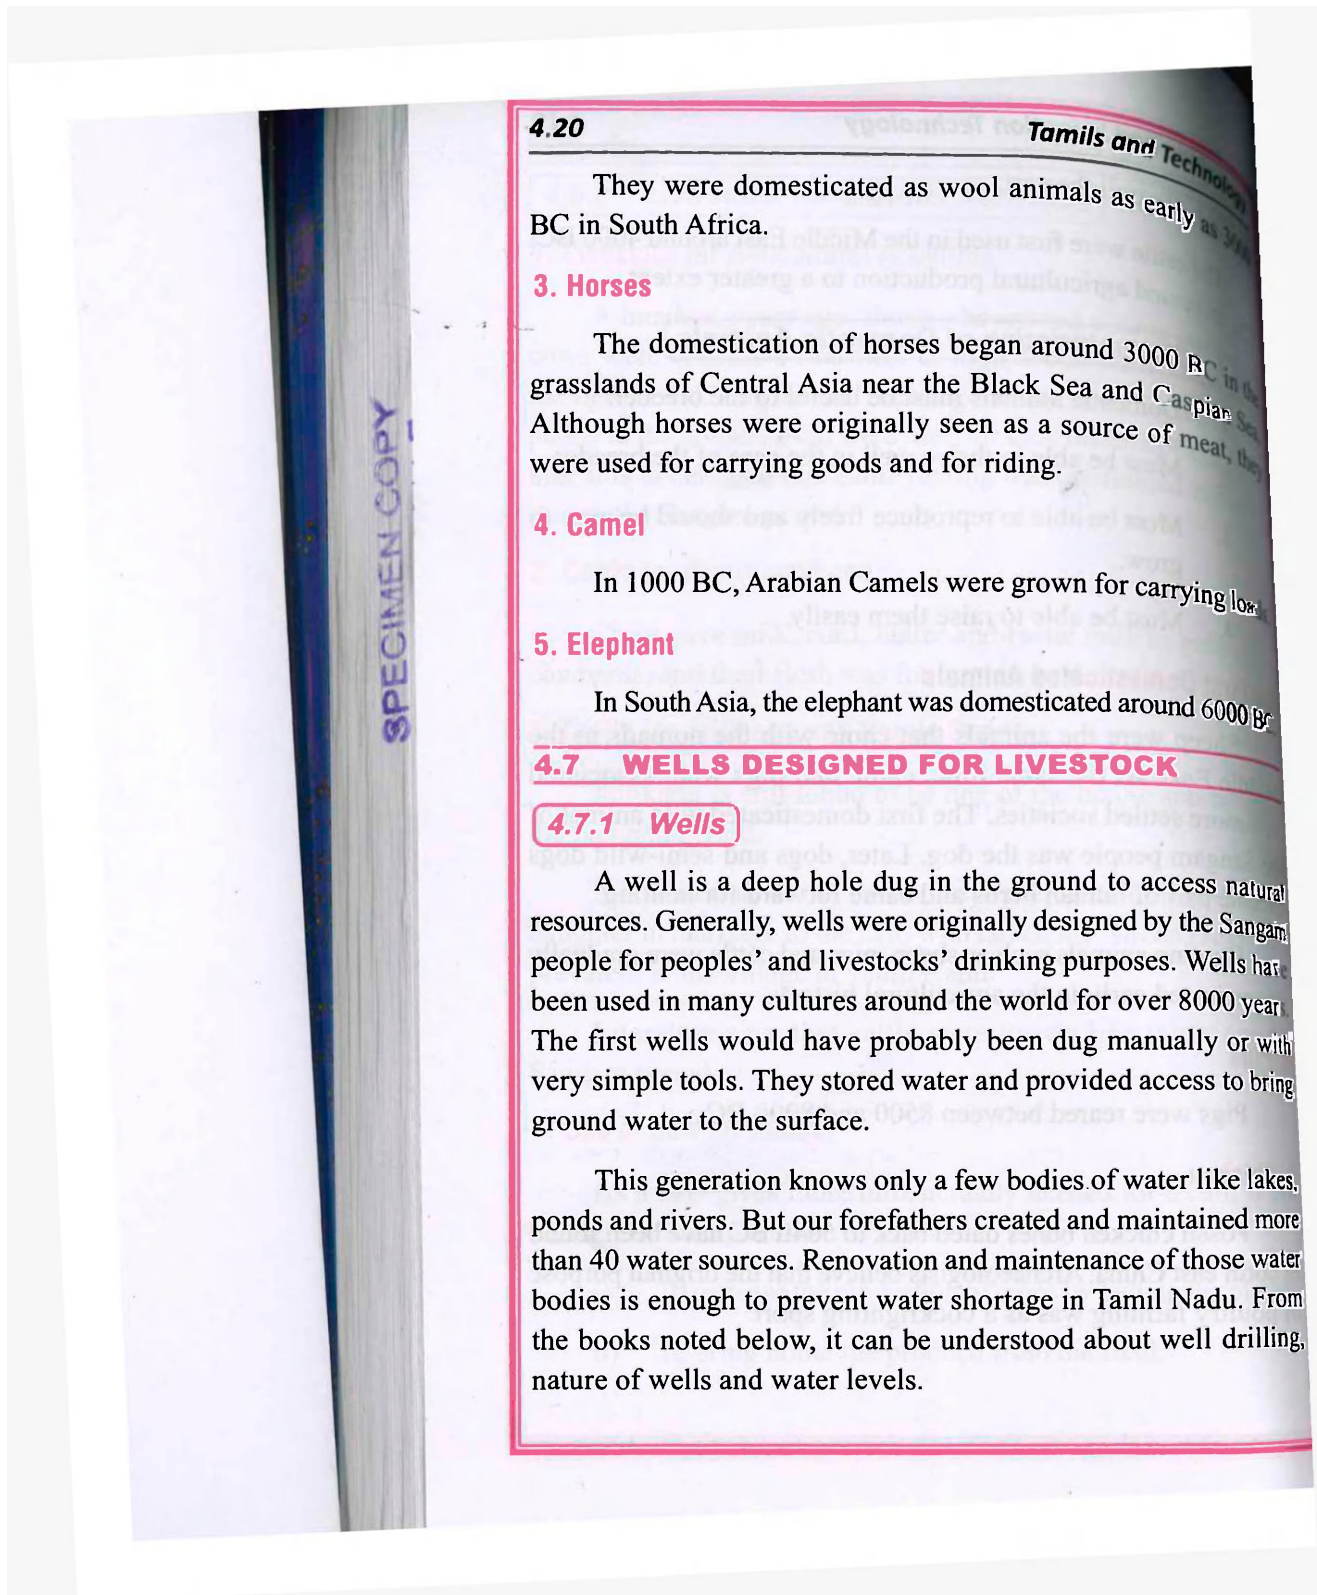 4.20 Tamils and Technology
They were domesticated as wool animals as early as
BC in South Africa.
3. Horses
The domestication of horses began around 3000 BC in the
grasslands of Central Asia near the Black Sea and Caspian Sea.
Although horses were originally seen as a source of meat, they
were used for carrying goods and for riding.
4. Camel
In 1000 BC, Arabian Camels were grown for carrying loads.
5. Elephant
In South Asia, the elephant was domesticated around 6000 BC
4.7 WELLS DESIGNED FOR LIVESTOCK
4.7.1 Wells
A well is a deep hole dug in the ground to access natural
resources. Generally, wells were originally designed by the Sangam
people for peoples’ and livestocks’ drinking purposes. Wells have
been used in many cultures around the world for over 8000 years.
The first wells would have probably been dug manually or with
very simple tools. They stored water and provided access to bring
ground water to the surface.
This generation knows only a few bodies of water like lakes,
ponds and rivers. But our forefathers created and maintained more
than 40 water sources. Renovation and maintenance of those water
bodies is enough to prevent water shortage in Tamil Nadu. From
the books noted below, it can be understood about well drilling,
nature of wells and water levels.
SPECIMEN COPY